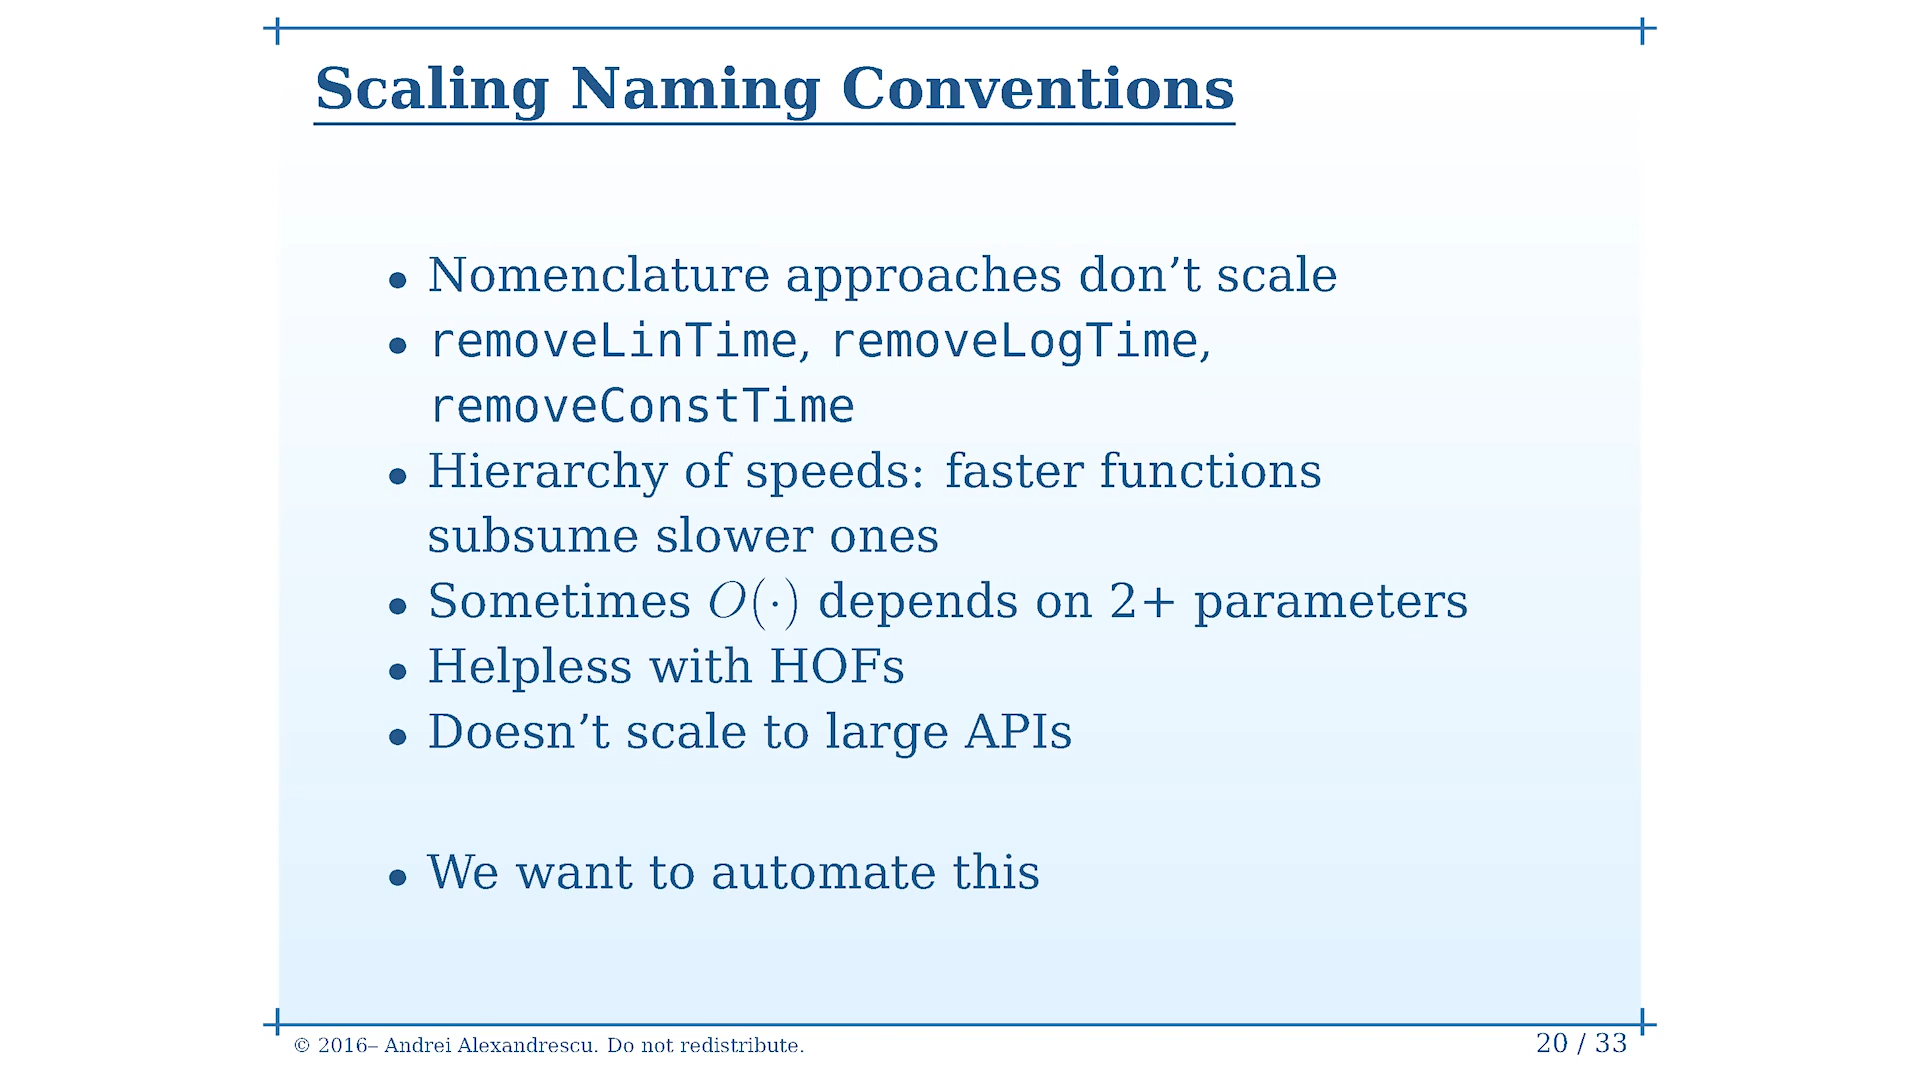 Scaling Naming Conventions
• Nomenclature approaches don’t scale
• removeLinTime, removeLogTime,
removeConstTime
• Hierarchy of speeds: faster functions
subsume slower ones
• Sometimes O(·) depends on 2+ parameters
• Helpless with HOFs
• Doesn’t scale to large APIs
• We want to automate this
© 2016– Andrei Alexandrescu. Do not redistribute.
20 / 33